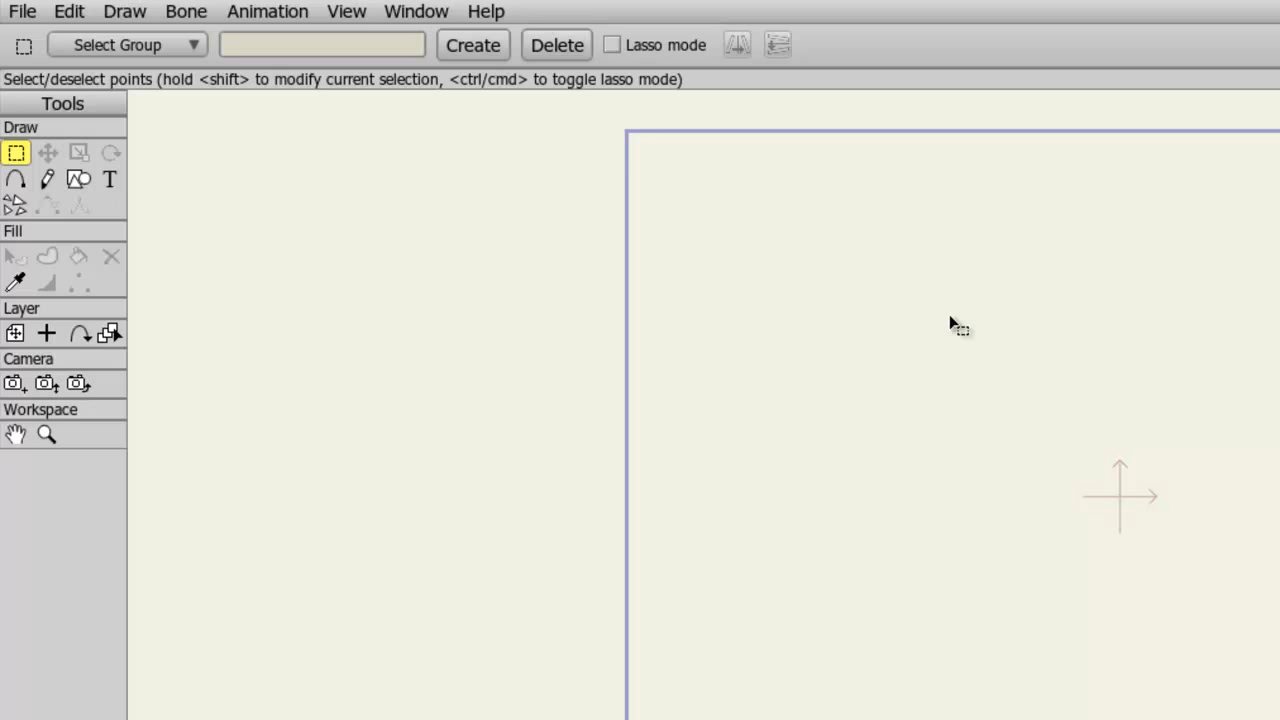 File Edit Draw Bone Animation View Window Help
Select Group Create Delete Lasso mode
Select/deselect points (hold <shift> to modify current selection, <ctrl/cmd> to toggle lasso mode)
Tools
Draw
T
Fill
Layer
Camera
Workspace